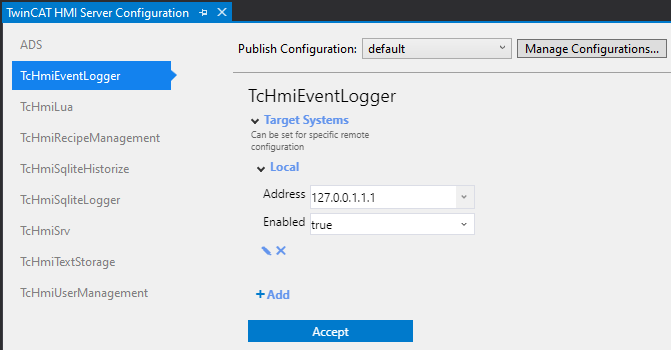 TwinCAT HMI Server Configuration
ADS
TcHmiEventLogger
TcHmiLua
TcHmiRecipeManagement
TcHmiSqliteHistorize
TcHmiSqliteLogger
TcHmiSrv
TcHmiTextStorage
TcHmiUserManagement
Publish Configuration: default Manage Configurations...
TcHmiEventLogger
Target Systems
Can be set for specific remote
configuration
Local
Address 127.0.0.1.1.1
Enabled true
Add
Accept